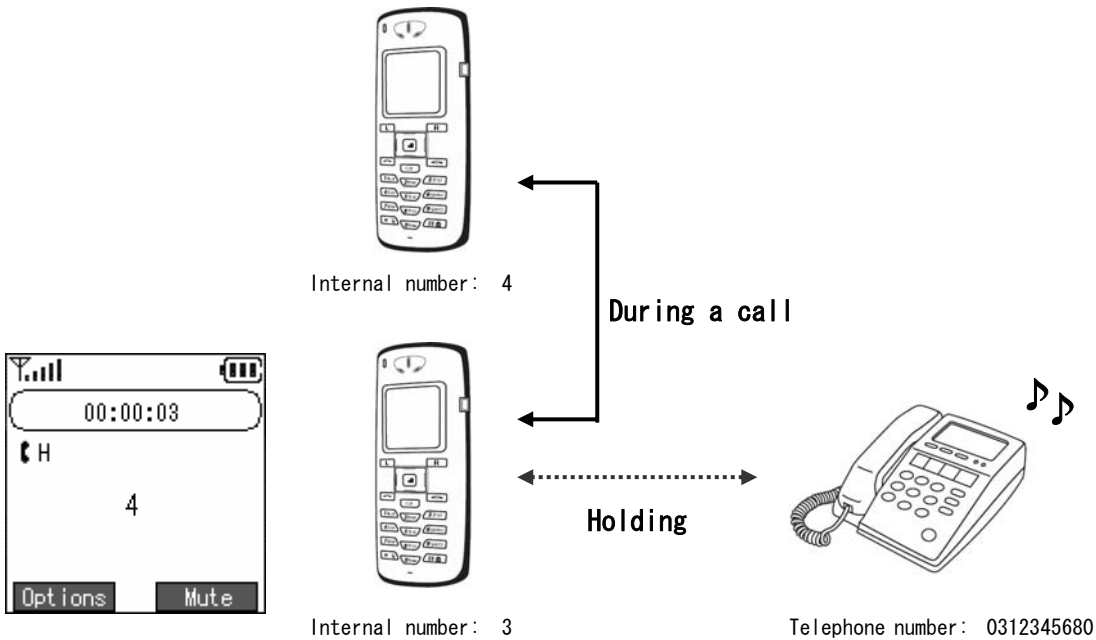 Internal number: 4
During a call
00:00:03
H
4
Options Mute
Holding
Internal number: 3
Telephone number: 0312345680